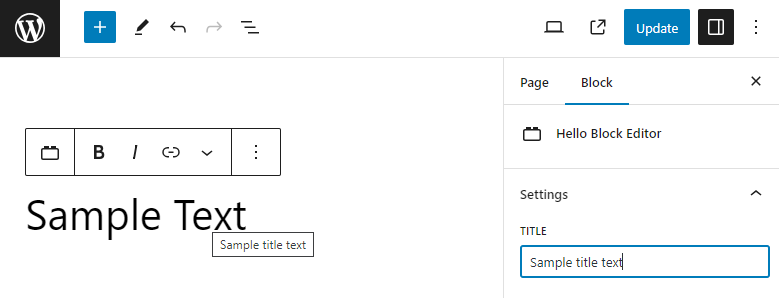 Update
Page Block
Hello Block Editor
B I
Settings
Sample Text
TITLE
Sample title text
Sample title text